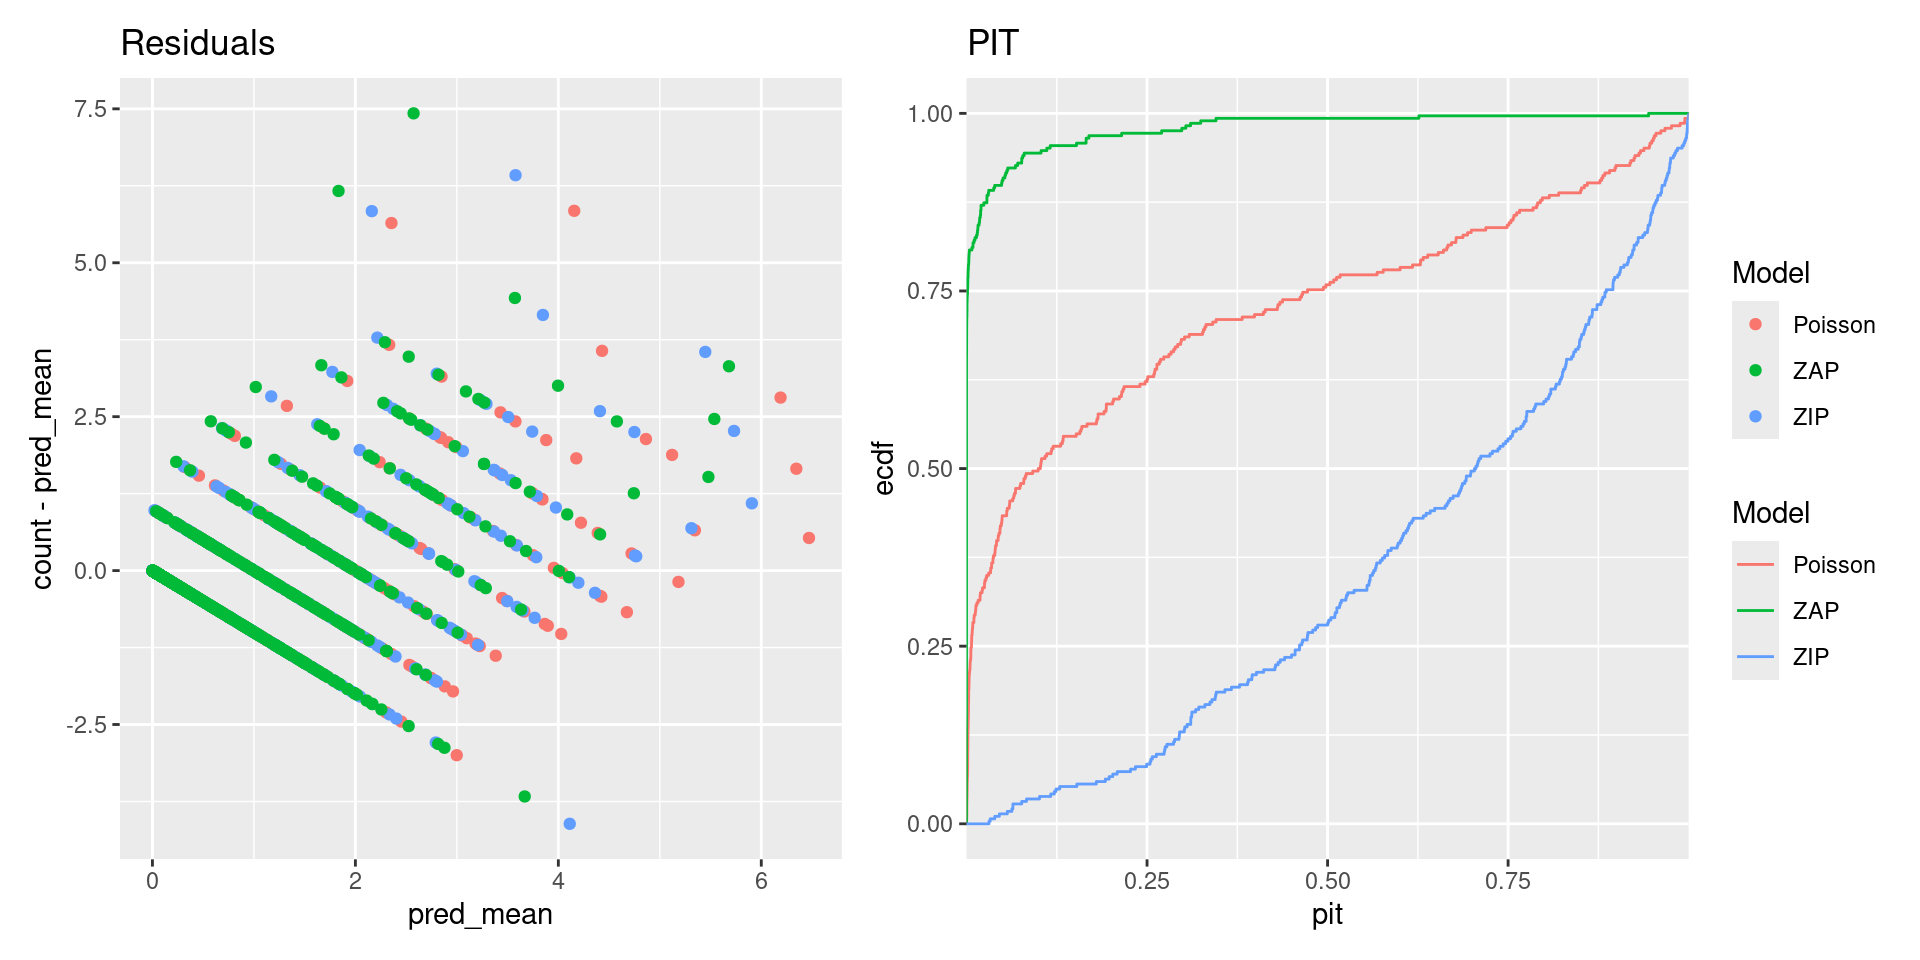 Residuals
7.5
5.0
2.5
0.0
-2.5
count - pred_mean
0
2
4
6
pred_mean
PIT
1.00
0.75
0.50
0.25
0.00
ecdf
0.25
0.50
0.75
pit
Model
Poisson
ZAP
ZIP
Model
Poisson
ZAP
ZIP